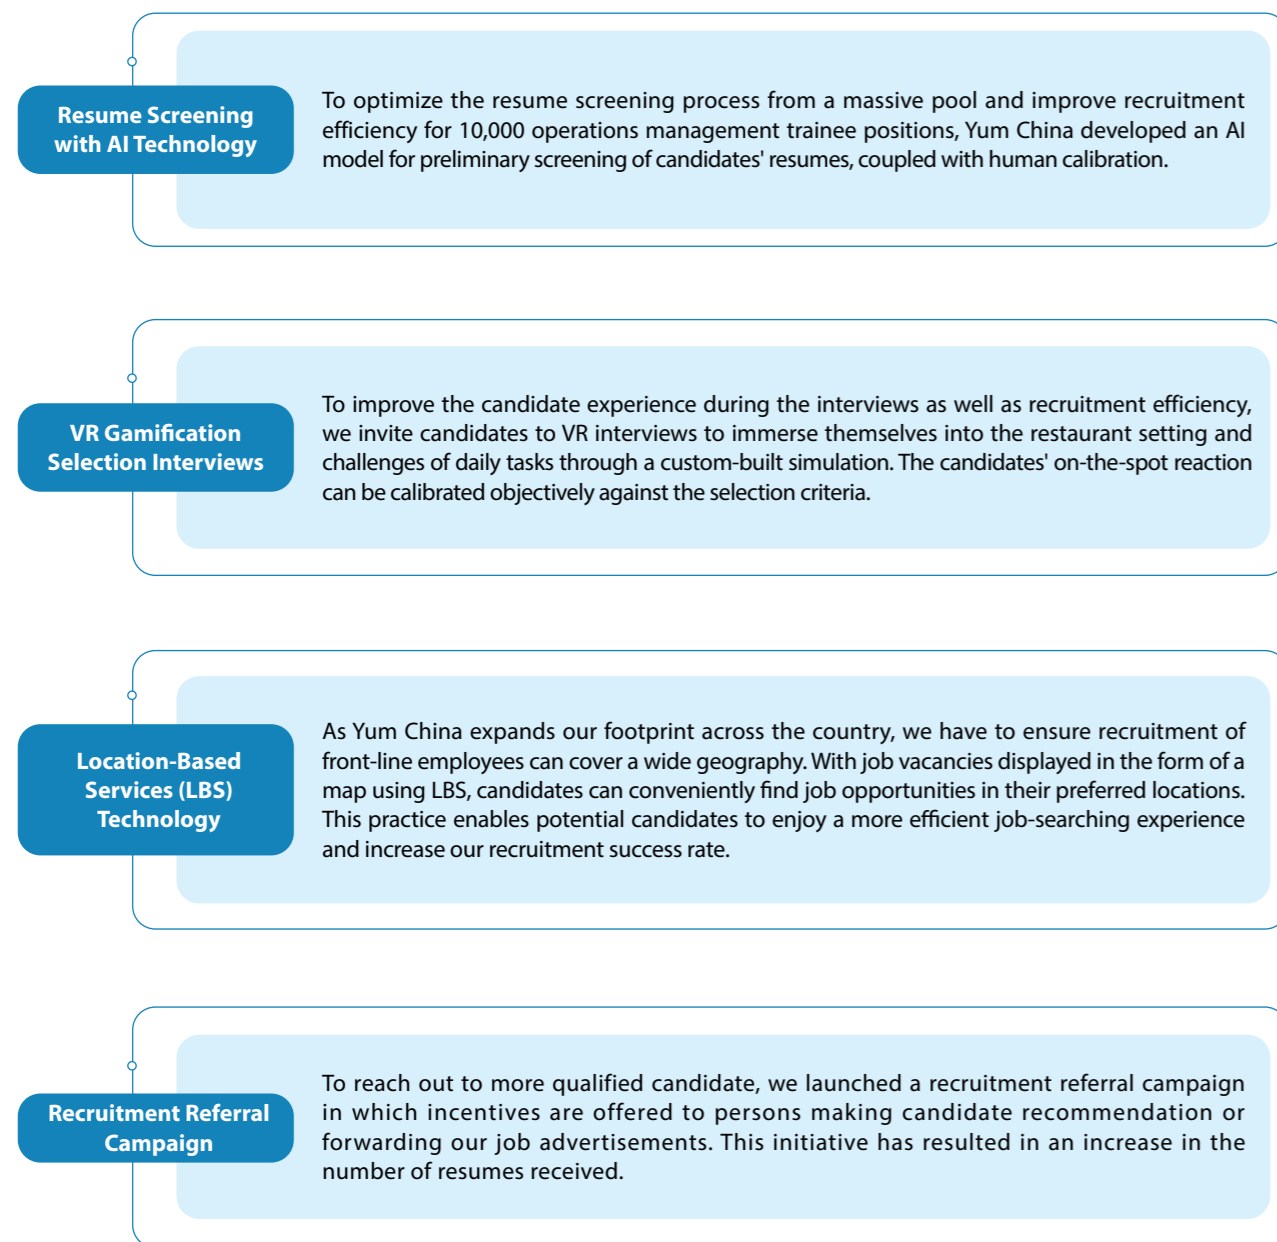 Resume Screening
with AI Technology
To optimize the resume screening process from a massive pool and improve recruitment
efficiency for 10,000 operations management trainee positions, Yum China developed an AI
model for preliminary screening of candidates' resumes, coupled with human calibration.
VR Gamification
Selection Interviews
To improve the candidate experience during the interviews as well as recruitment efficiency,
we invite candidates to VR interviews to immerse themselves into the restaurant setting and
challenges of daily tasks through a custom-built simulation. The candidates' on-the-spot reaction
can be calibrated objectively against the selection criteria.
Location-Based
Services (LBS)
Technology
As Yum China expands our footprint across the country, we have to ensure recruitment of
front-line employees can cover a wide geography. With job vacancies displayed in the form of a
map using LBS, candidates can conveniently find job opportunities in their preferred locations.
This practice enables potential candidates to enjoy a more efficient job-searching experience
and increase our recruitment success rate.
Recruitment Referral
Campaign
To reach out to more qualified candidate, we launched a recruitment referral campaign
in which incentives are offered to persons making candidate recommendation or
forwarding our job advertisements. This initiative has resulted in an increase in the
number of resumes received.